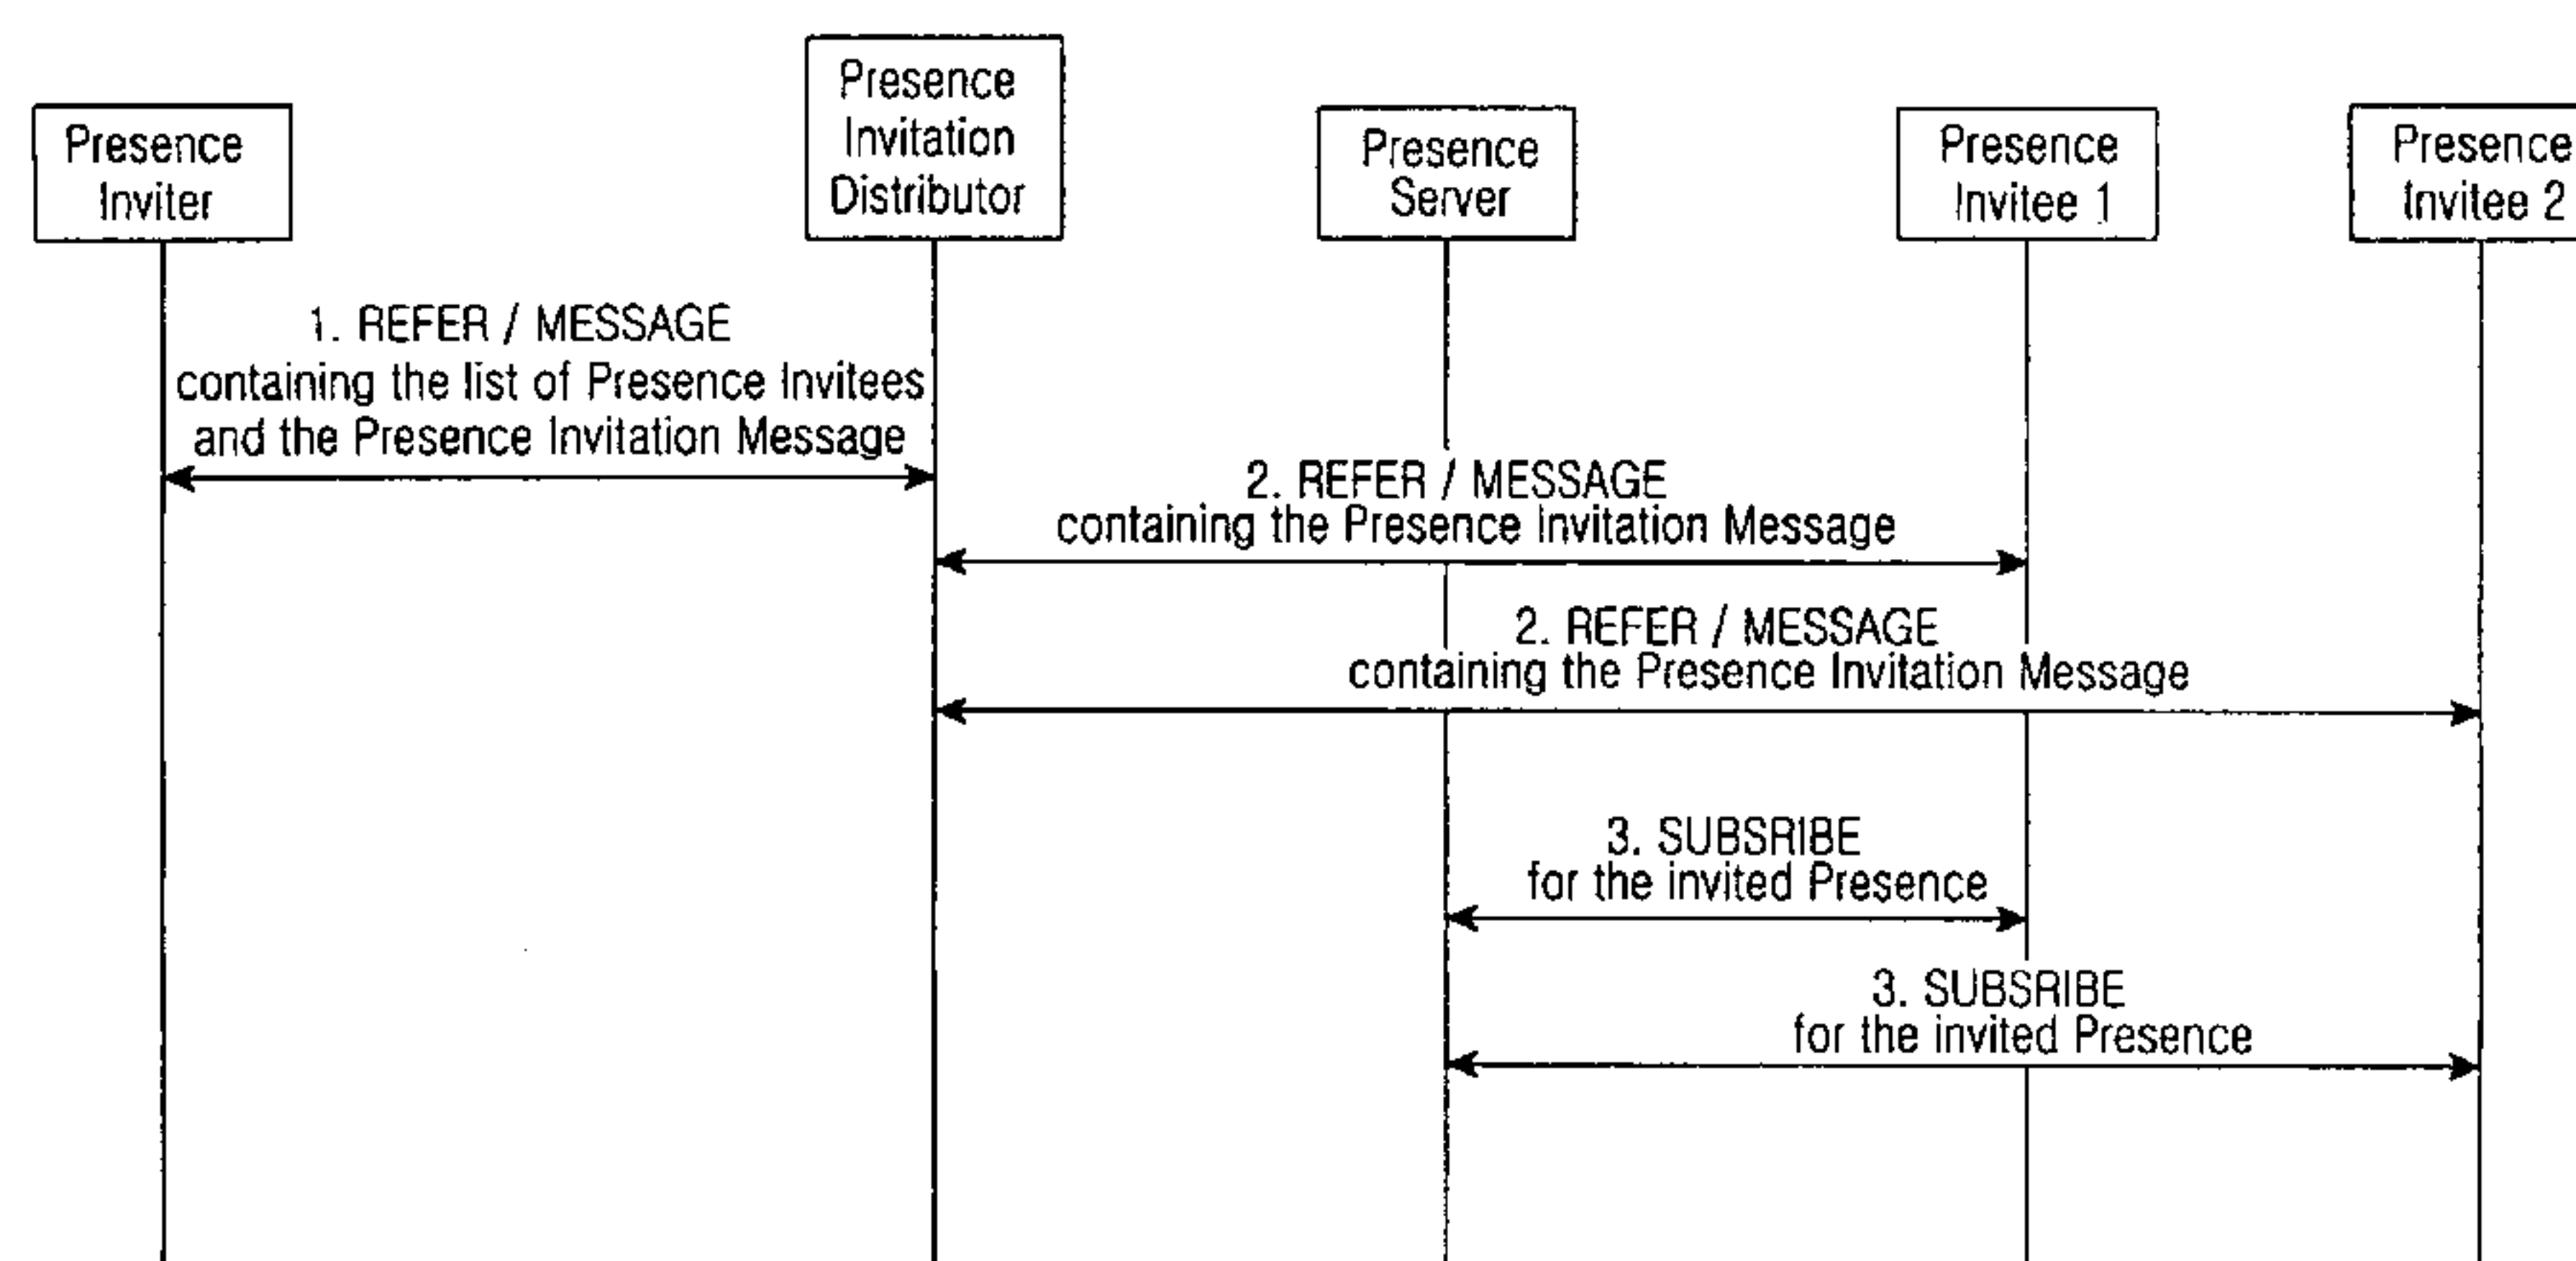 Presence
Inviter
Presence
Invitation
Distributor
Presence
Server
Presence
Invitee 1
Presence
Invitee 2
1. REFER / MESSAGE
containing the list of Presence Invitees
and the Presence Invitation Message
2. REFER / MESSAGE
containing the Presence Invitation Message
2. REFER / MESSAGE
containing the Presence Invitation Message
3. SUBSRIBE
for the invited Presence
3. SUBSRIBE
for the invited Presence